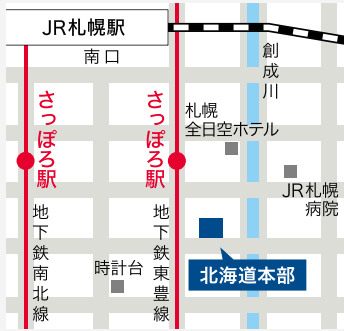 JR札幌駅
南口
創成川
さっぽろ駅
さっぽろ駅
札幌
全日空ホテル
JR札幌
病院
地下鉄南北線
時計台
地下鉄東豊線
北海道本部